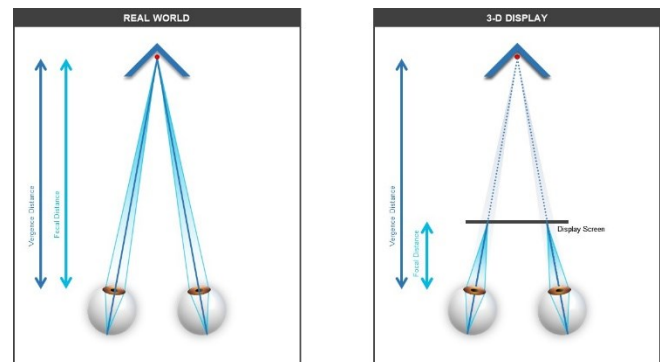 REAL WORLD
Vergence Distance
Focal Distance
3-D DISPLAY
Vergence Distance
Focal Distance
Display Screen